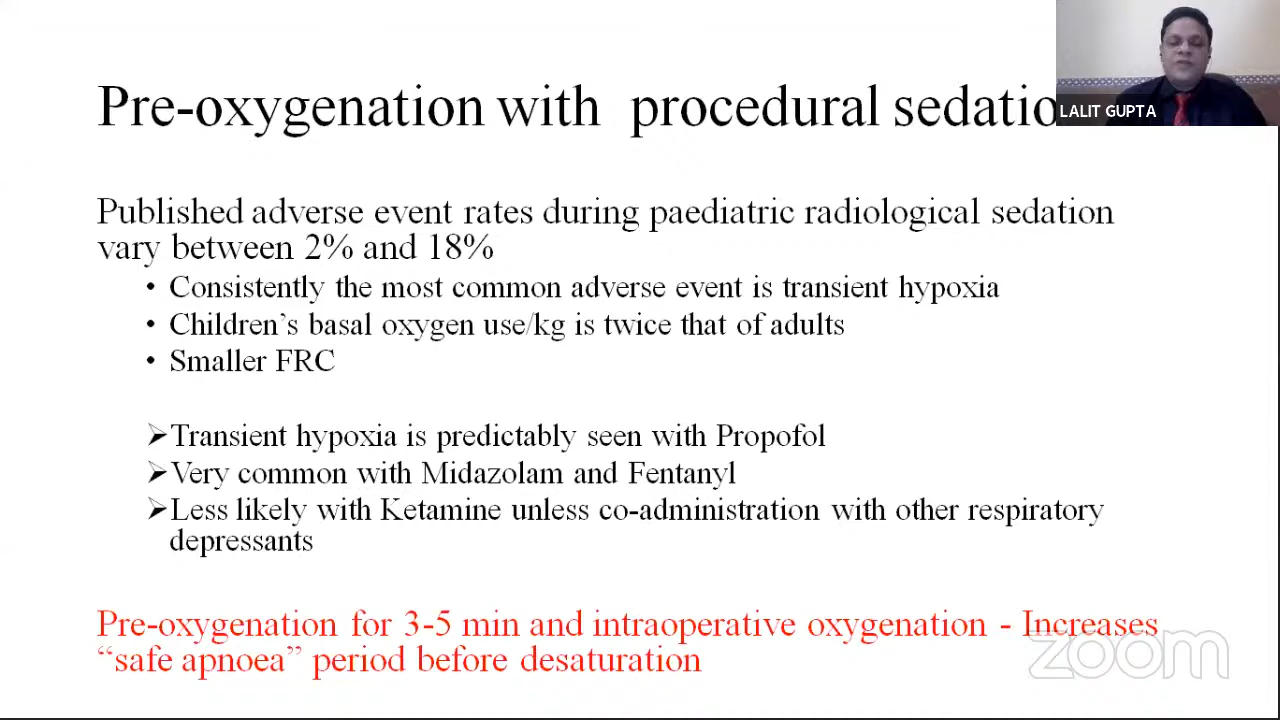 Pre-oxygenation with procedural sedatio
LALIT GUPTA
Published adverse event rates during paediatric radiological sedation
vary between 2% and 18%
• Consistently the most common adverse event is transient hypoxia
• Children's basal oxygen use/kg is twice that of adults
• Smaller FRC
➢Transient hypoxia is predictably seen with Propofol
➢Very common with Midazolam and Fentanyl
➢Less likely with Ketamine unless co-administration with other respiratory
depressants
Pre-oxygenation for 3-5 min and intraoperative oxygenation - Increases
“safe apnoea” period before desaturation
zoom